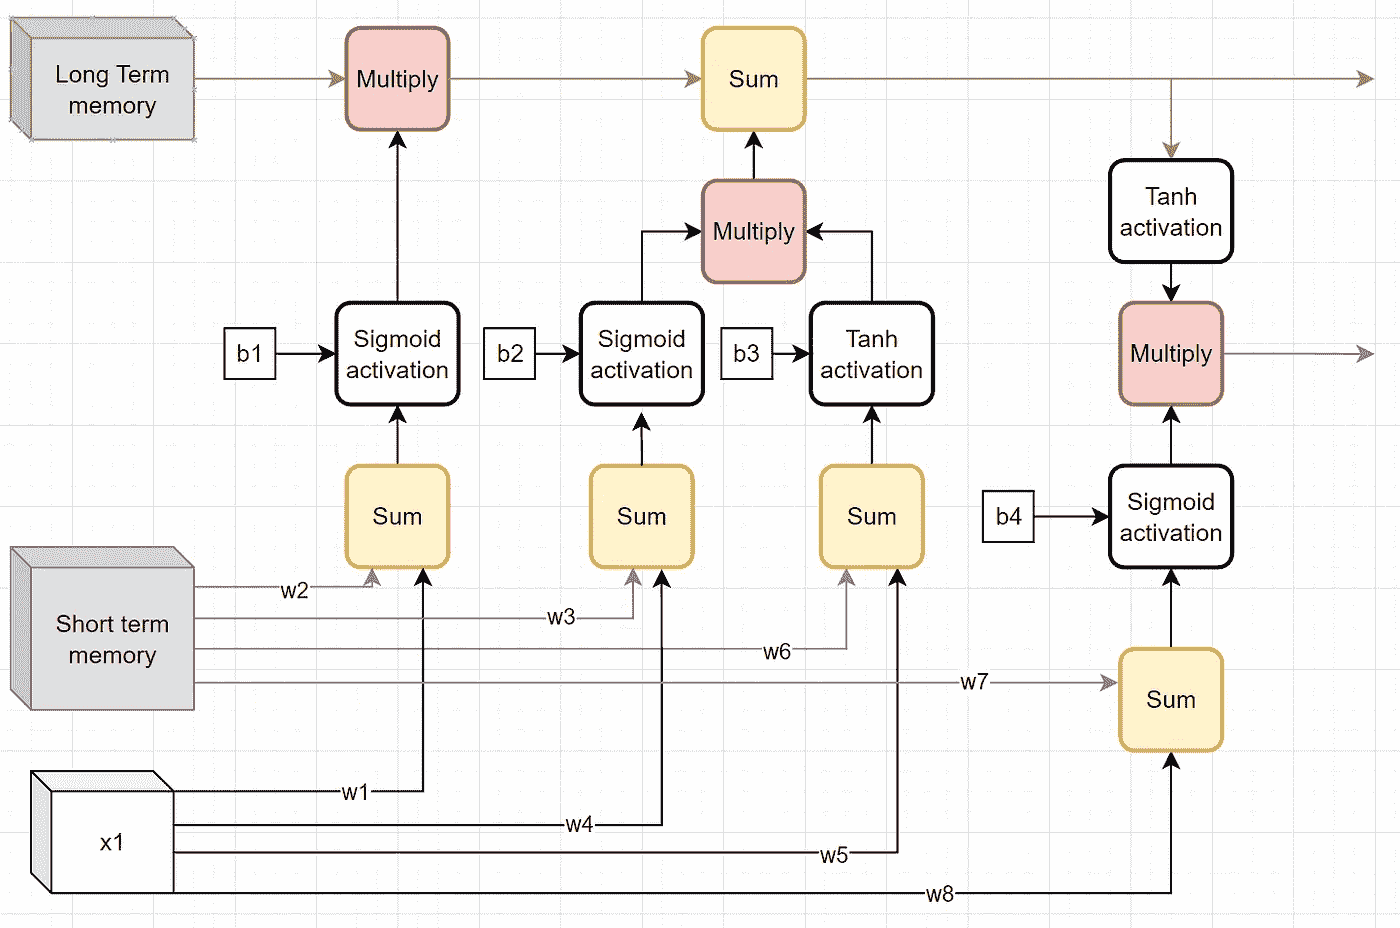 Long Term
memory
Multiply
Sum
Tanh
activation
Multiply
b1
Sigmoid
activation
b2
Sigmoid
activation
b3
Tanh
activation
Multiply
Sum
Sum
Sum
b4
Sigmoid
activation
Short term
memory
w2
w3
w6
w7
Sum
x1
w1
w4
w5
w8